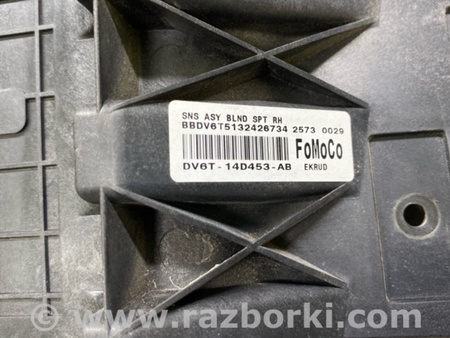 SNS ASY BLND SPT RH
BBDV6T5132426734 2573 0029
FoMoCo
DV6T-14D453-AB EKRUD
www.razborki.com